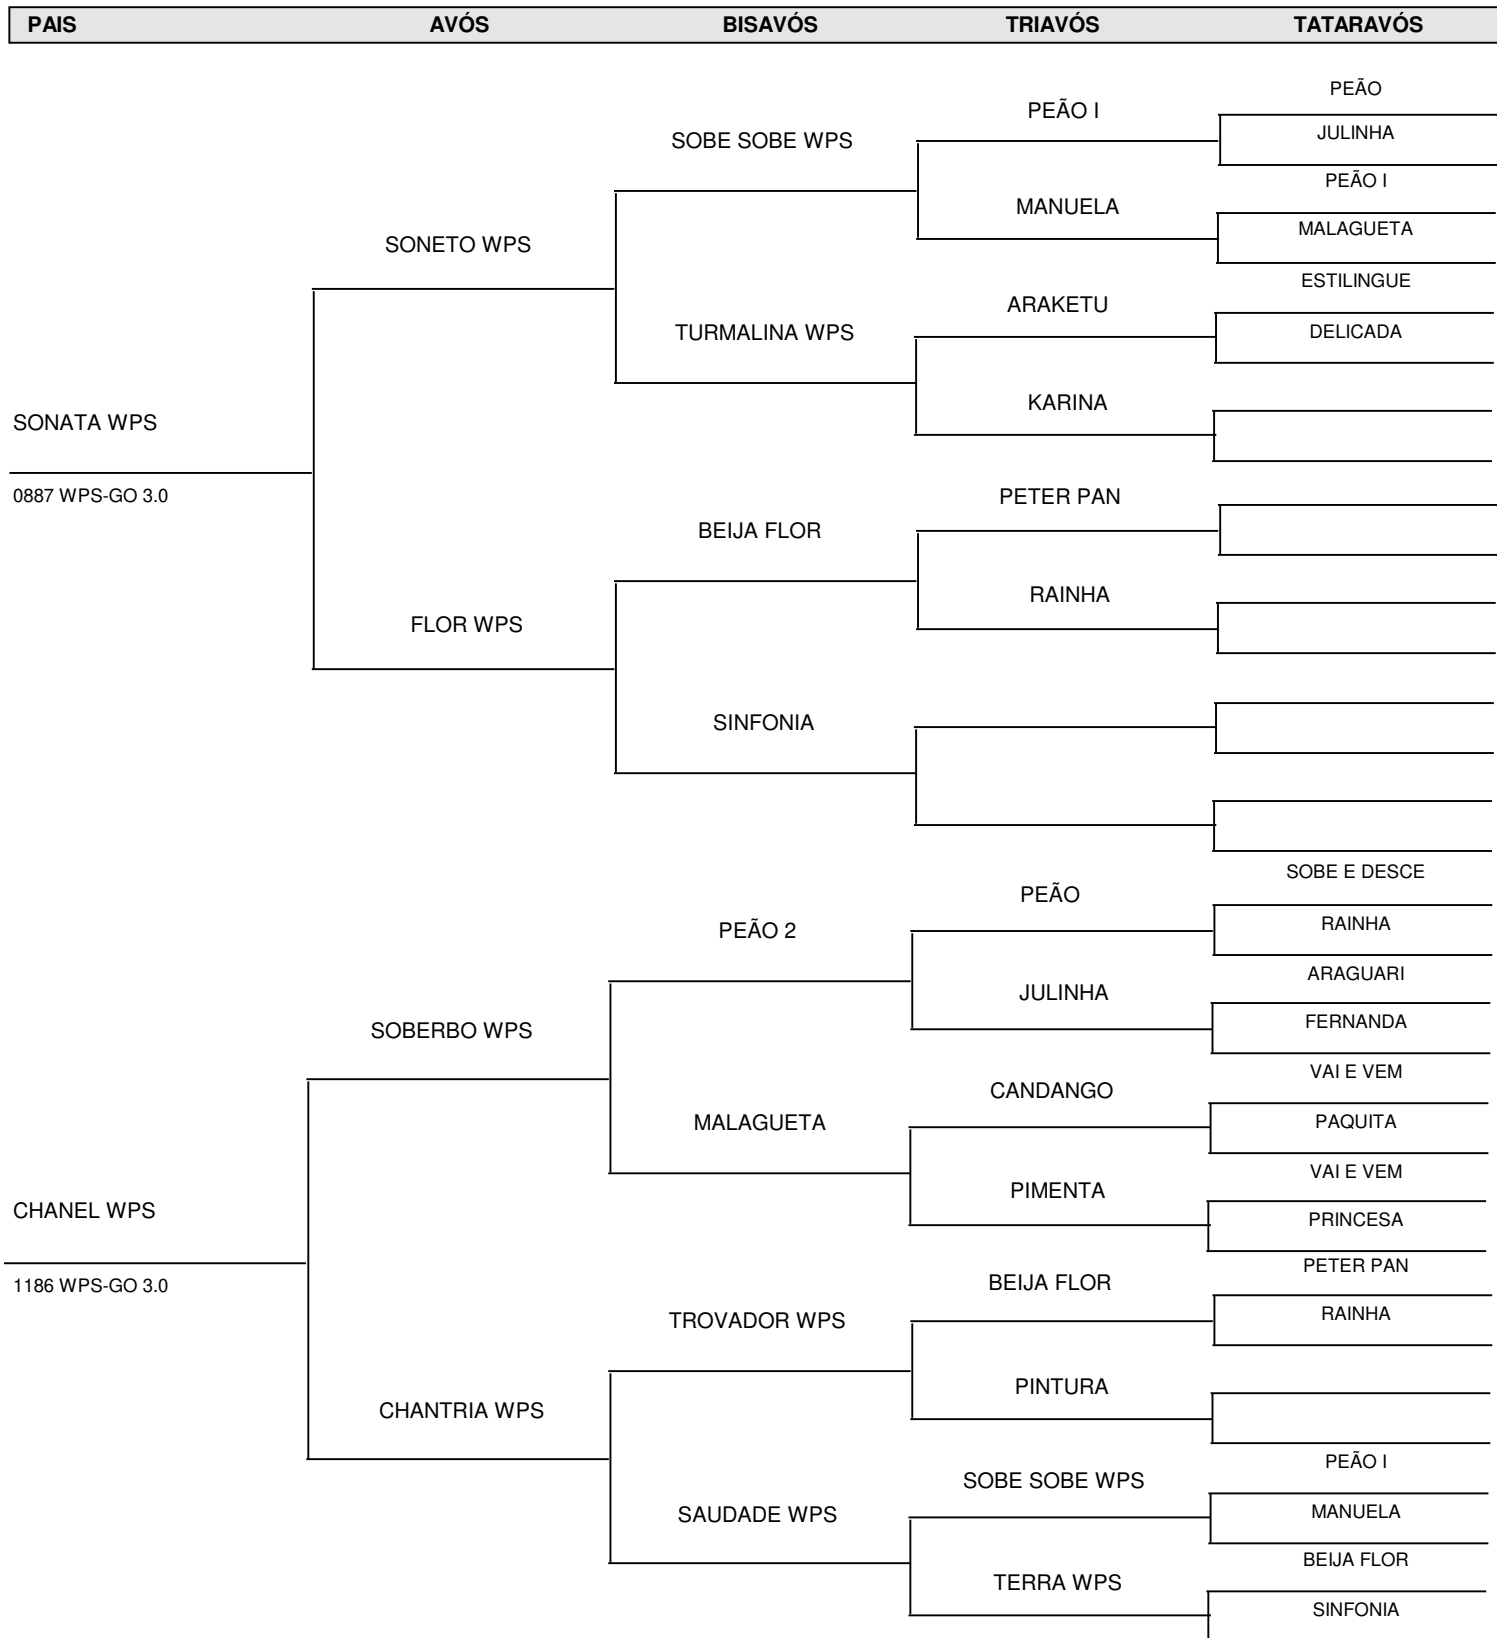 PAIS AVÓS BISAVÓS TRIAVÓS TATARAVÓS
PEÃO
PEÃO I
JULINHA
SOBE SOBE WPS
PEÃO I
MANUELA
MALAGUETA
SONETO WPS
ESTILINGUE
ARAKETU
TURMALINA WPS
DELICADA
KARINA
SONATA WPS
0887 WPS-GO 3.0
PETER PAN
BEIJA FLOR
RAINHA
FLOR WPS
SINFONIA
SOBE E DESCE
PEÃO
PEÃO 2
RAINHA
ARAGUARI
JULINHA
FERNANDA
SOBERBO WPS
VAI E VEM
CANDANGO
MALAGUETA
PAQUITA
VAI E VEM
PIMENTA
PRINCESA
CHANEL WPS
1186 WPS-GO 3.0
PETER PAN
BEIJA FLOR
TROVADOR WPS
RAINHA
PINTURA
CHANTRIA WPS
PEÃO I
SOBE SOBE WPS
SAUDADE WPS
MANUELA
BEIJA FLOR
TERRA WPS
SINFONIA